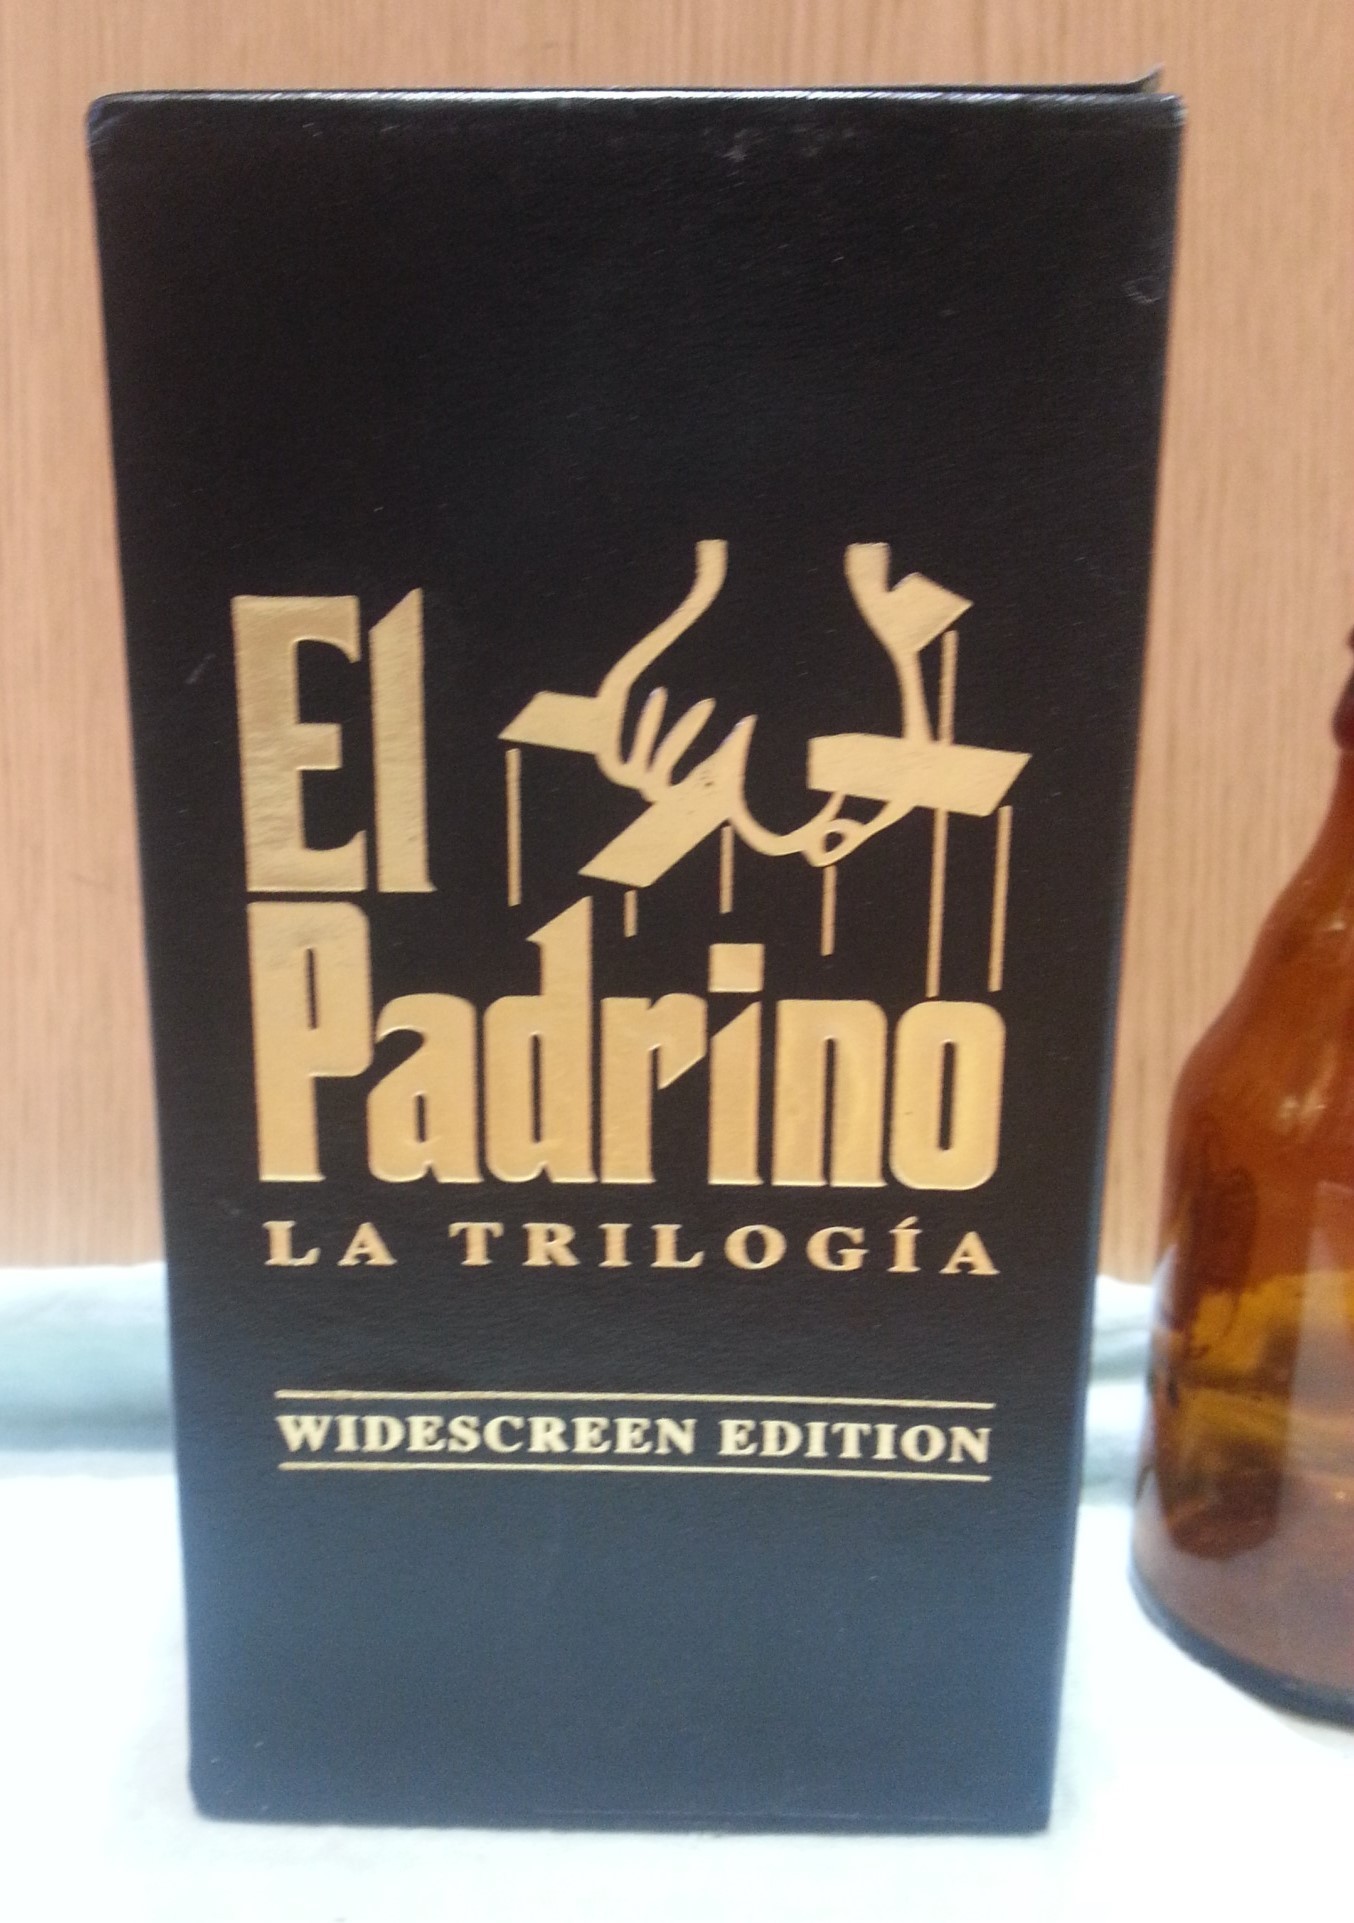 El
Padrino
LA TRILOGÍA
WIDESCREEN EDITION